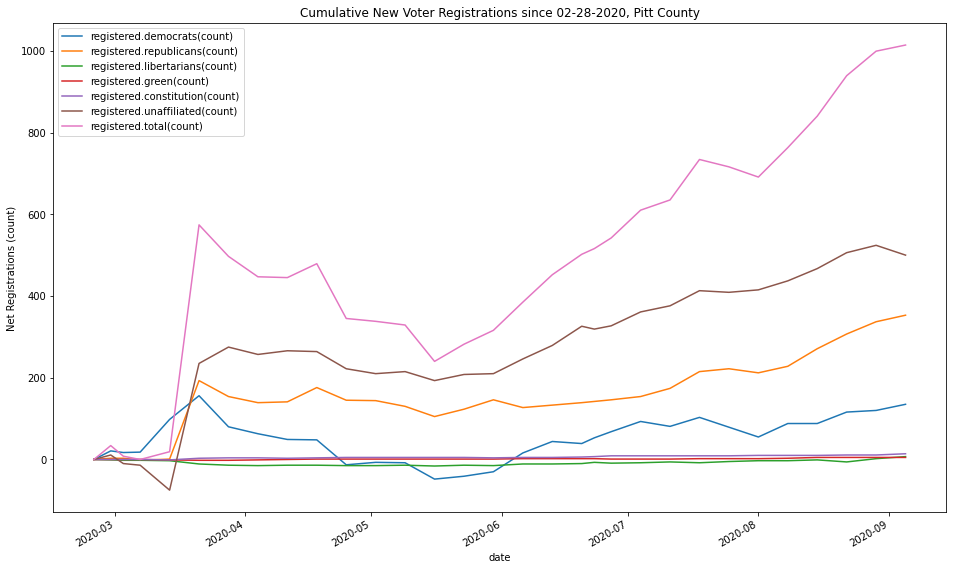 Cumulative New Voter Registrations since 02-28-2020, Pitt County
registered.democrats(count)
registered.republicans(count)
registered.libertarians(count)
registered.green(count)
registered.constitution(count)
registered.unaffiliated(count)
registered.total(count)
Net Registrations (count)
1000
800
600
400
200
0
2020-03
2020-04
2020-05
2020-06
2020-07
2020-08
2020-09
date